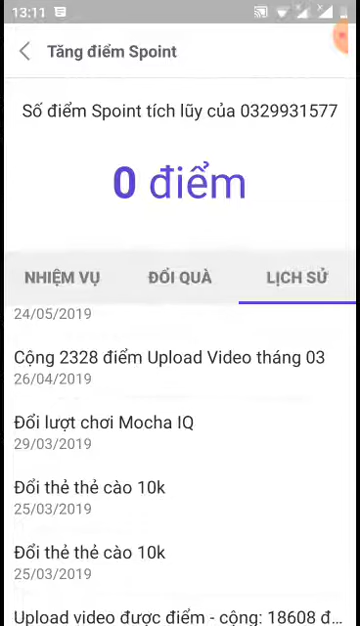 13:11
Tăng điểm Spoint
Số điểm Spoint tích lũy của 0329931577
0 điểm
NHIỆM VỤ
ĐỔI QUÀ
LỊCH SỬ
24/05/2019
Cộng 2328 điểm Upload Video tháng 03
26/04/2019
Đổi lượt chơi Mocha IQ
29/03/2019
Đổi thẻ thẻ cào 10k
25/03/2019
Đổi thẻ thẻ cào 10k
25/03/2019
Upload video được điểm - cộng: 18608 đ...